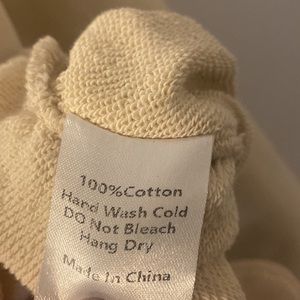 100%Cotton
Hand Wash Cold
DO Not Bleach
Hang Dry
Made In China